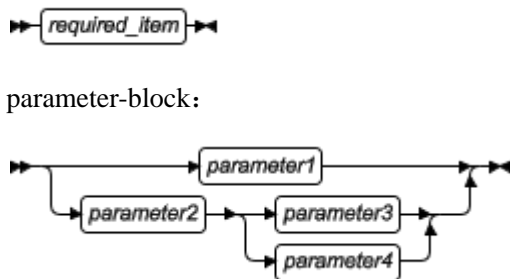 required_item
parameter-block：
parameter1
parameter2 parameter3
parameter4